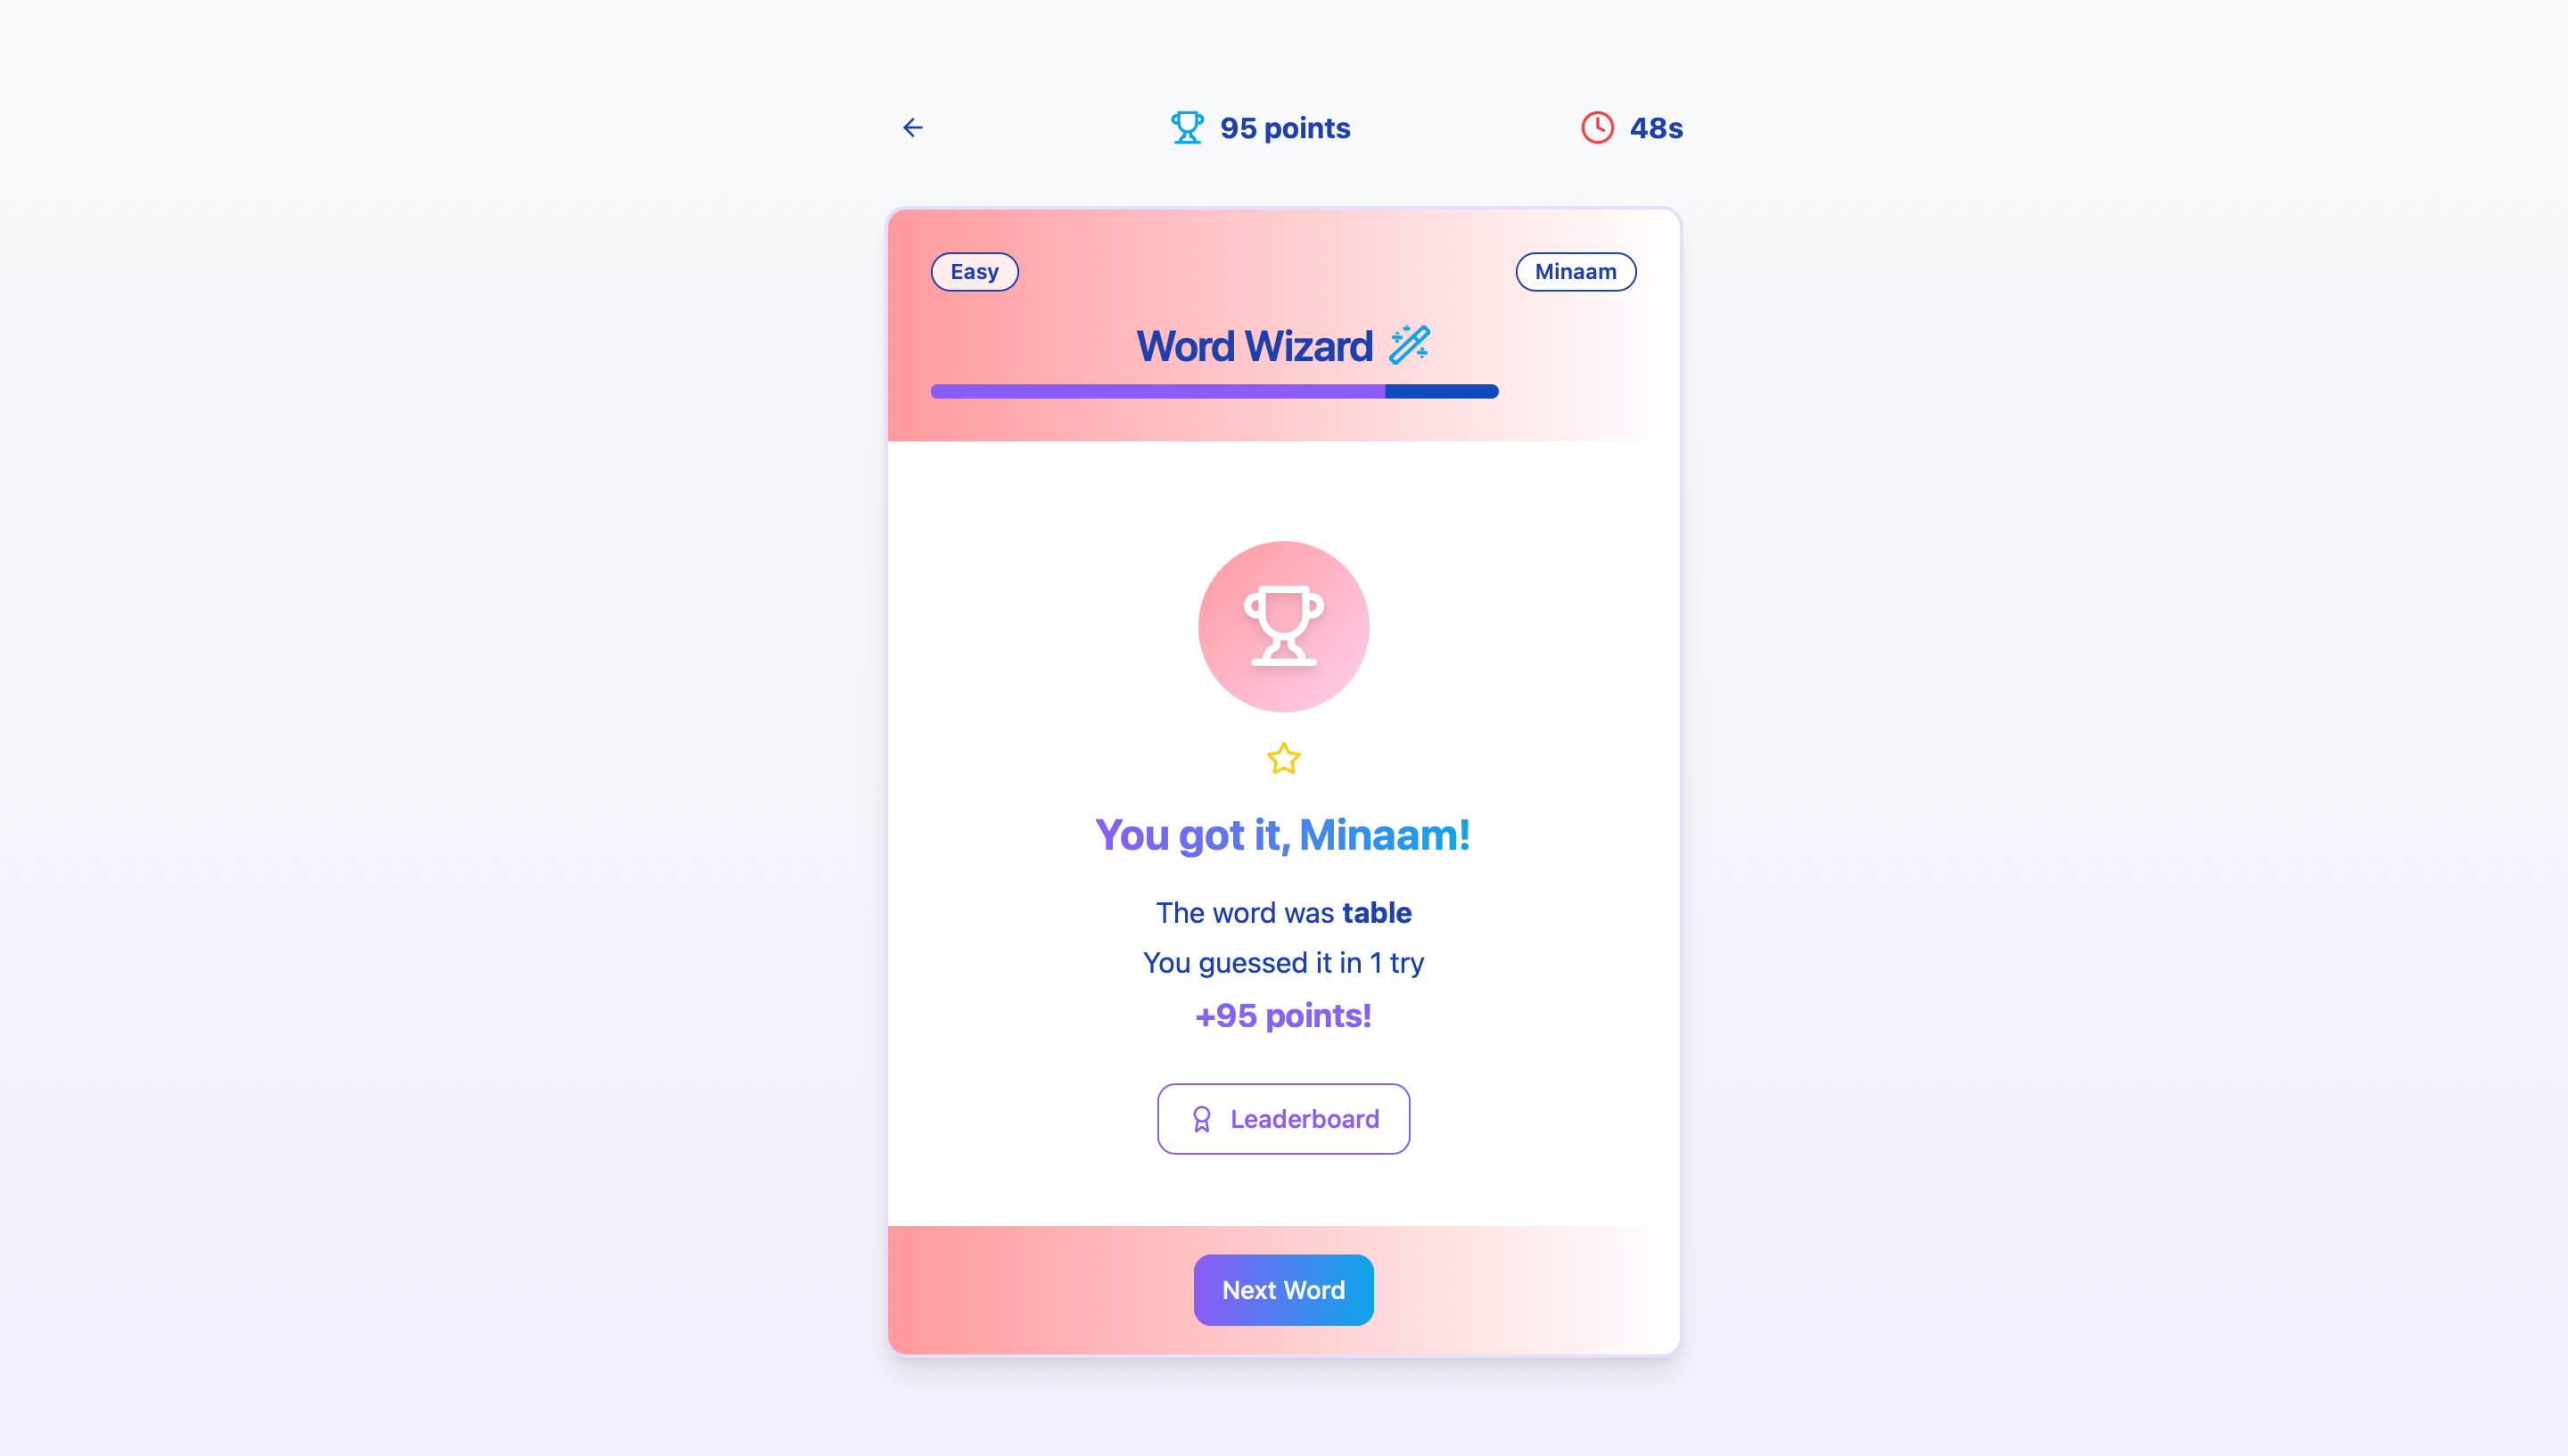 95 points
48s
Easy
Minaam
Word Wizard
You got it, Minaam!
The word was table
You guessed it in 1 try
+95 points!
Leaderboard
Next Word